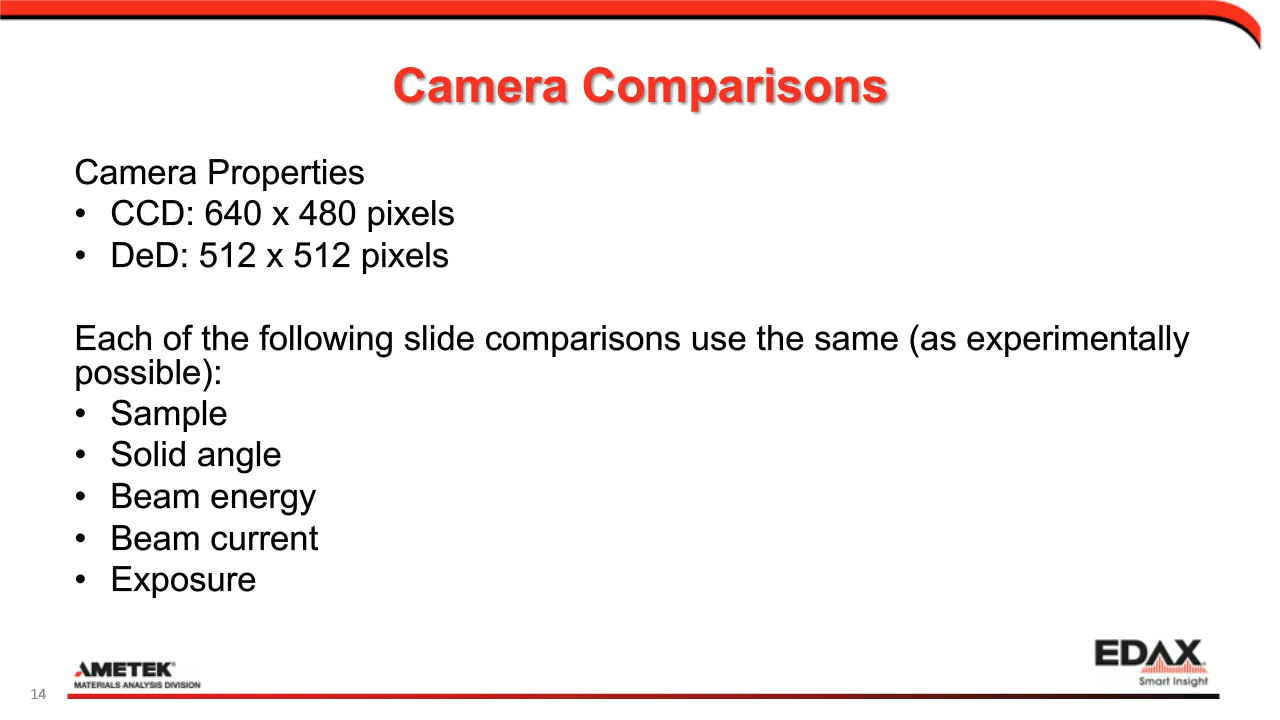 Camera Comparisons
Camera Properties
• CCD: 640 x 480 pixels
• DeD: 512 x 512 pixels
Each of the following slide comparisons use the same (as experimentally
possible):
• Sample
• Solid angle
• Beam energy
• Beam current
• Exposure
14
AMETEK®
MATERIALS ANALYSIS DIVISION
EDAX®
Smart Insight